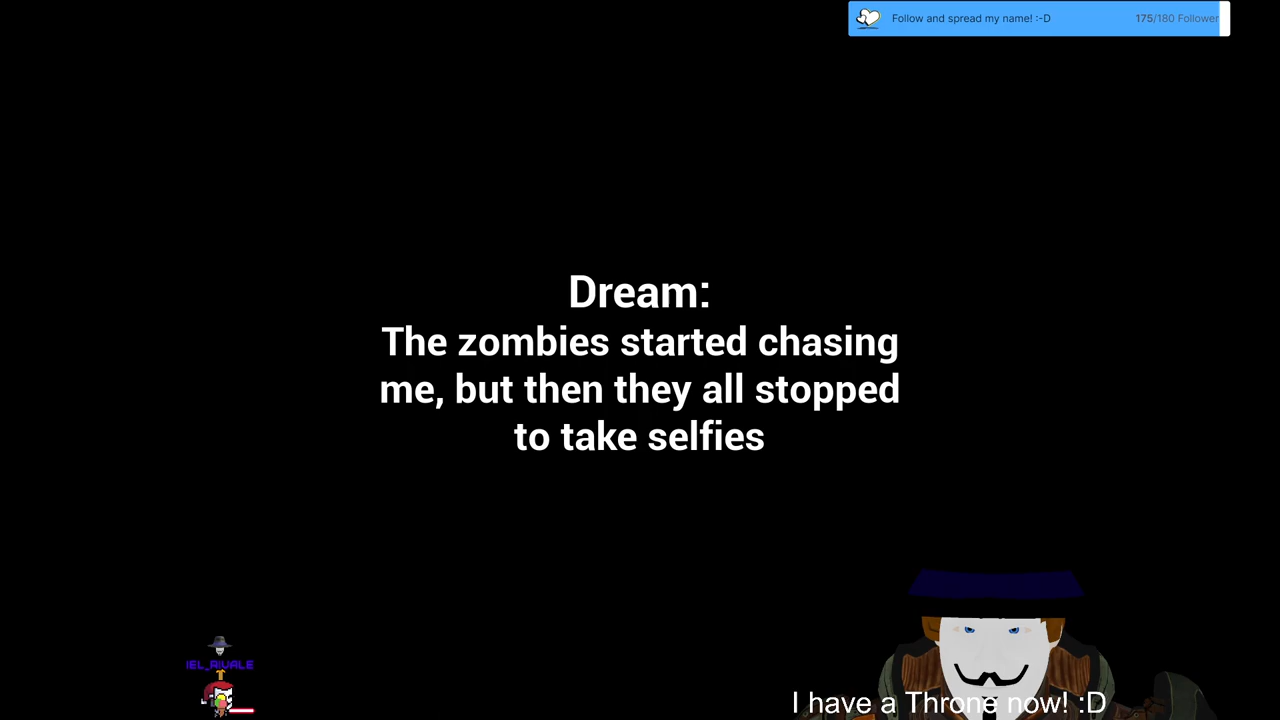 Follow and spread my name! :-D
175/180 Follower
Dream:
The zombies started chasing
me, but then they all stopped
to take selfies
IEL_RIVALE
I have a Throne now! :D